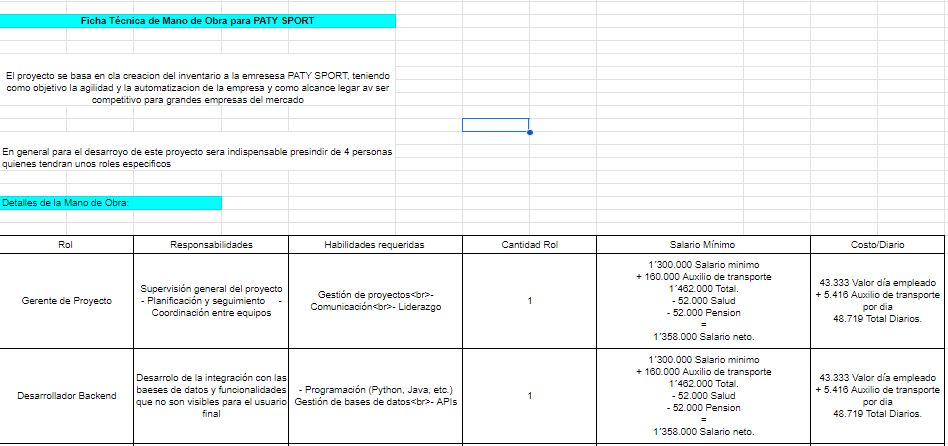 Ficha Técnica de Mano de Obra para PATY SPORT
El proyecto se basa en cla creacion del inventario a la emresesa PATY SPORT, teniendo
como objetivo la agilidad y la automatizacion de la empresa y como alcance legar av ser
competitivo para grandes empresas del mercado
En general para el desarroyo de este proyecto sera indispensable presindir de 4 personas
quienes tendran unos roles especificos
Detalles de la Mano de Obra:
Rol
Responsabilidades
Habilidades requeridas
Cantidad Rol
Salario Mínimo
Costo/Diario
Gerente de Proyecto
Supervisión general del proyecto
- Planificación y seguimiento -
Coordinación entre equipos
Gestión de proyectos<br>-
Comunicación<br>- Liderazgo
1
1´300.000 Salario minimo
+ 160.000 Auxilio de transporte
1´462.000 Total.
- 52.000 Salud
- 52.000 Pension
=
1´358.000 Salario neto.
43.333 Valor día empleado
+ 5.416 Auxilio de transporte
por dia
48.719 Total Diarios.
Desarrollador Backend
Desarrolo de la integración con las
baeses de datos y funcionalidades
que no son visibles para el usuario
final
- Programación (Python, Java, etc.)
Gestión de bases de datos<br>- APIs
1
1´300.000 Salario minimo
+ 160.000 Auxilio de transporte
1´462.000 Total.
- 52.000 Salud
- 52.000 Pension
=
1´358.000 Salario neto.
43.333 Valor día empleado
+ 5.416 Auxilio de transporte
por dia
48.719 Total Diarios.